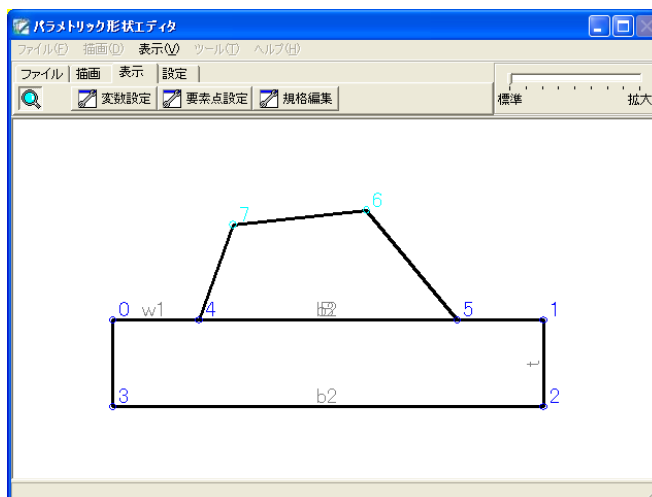 パラメトリック形状エディタ
ファイル(F) 描画(D) 表示(V) ツール(T) ヘルプ(H)
ファイル 描画 表示 設定
変数設定 要素点設定 規格編集
標準 拡大
7 6
0 w1 4 5 1
t
3 b2 2